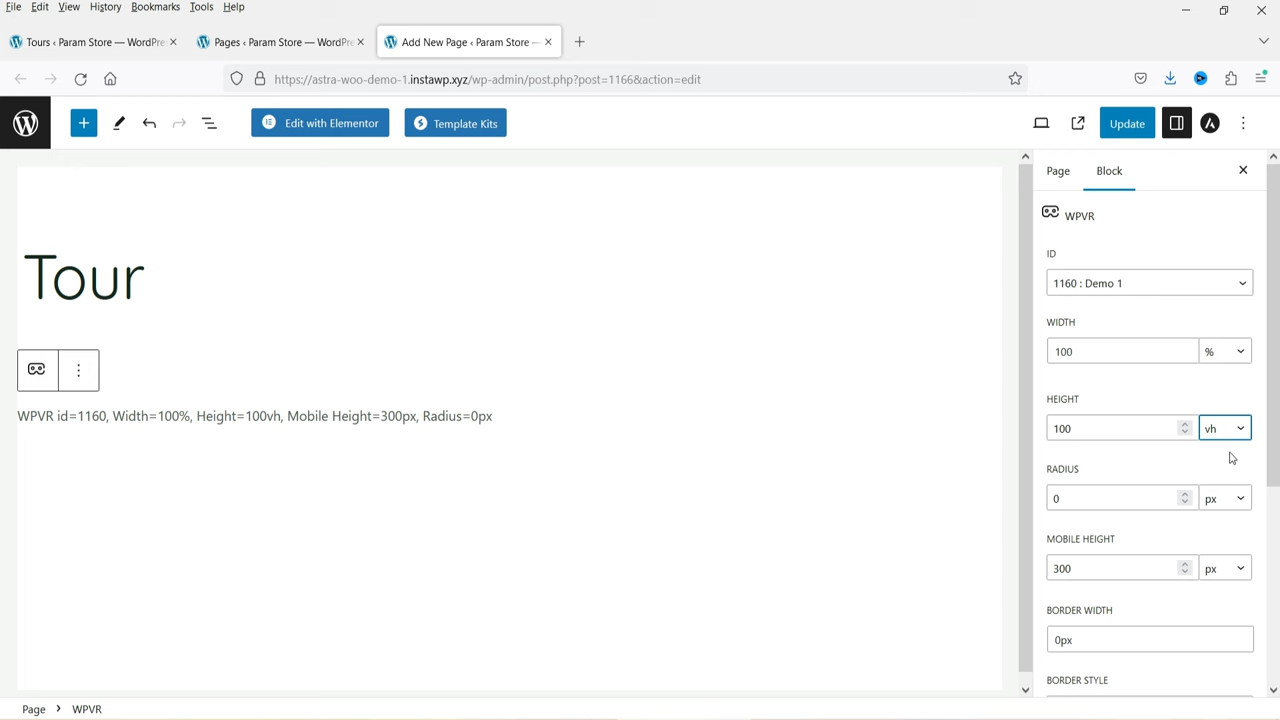 File Edit View History Bookmarks Tools Help
Tours ‹ Param Store — WordPre
Pages ‹ Param Store — WordPre
Add New Page ‹ Param Store —
https://astra-woo-demo-1.instawp.xyz/wp-admin/post.php?post=1166&action=edit
Edit with Elementor
Template Kits
Update
Page
Block
WPVR
ID
1160 : Demo 1
WIDTH
100
%
HEIGHT
100
vh
RADIUS
0
px
MOBILE HEIGHT
300
px
BORDER WIDTH
0px
BORDER STYLE
Tour
WPVR id=1160, Width=100%, Height=100vh, Mobile Height=300px, Radius=0px
Page › WPVR